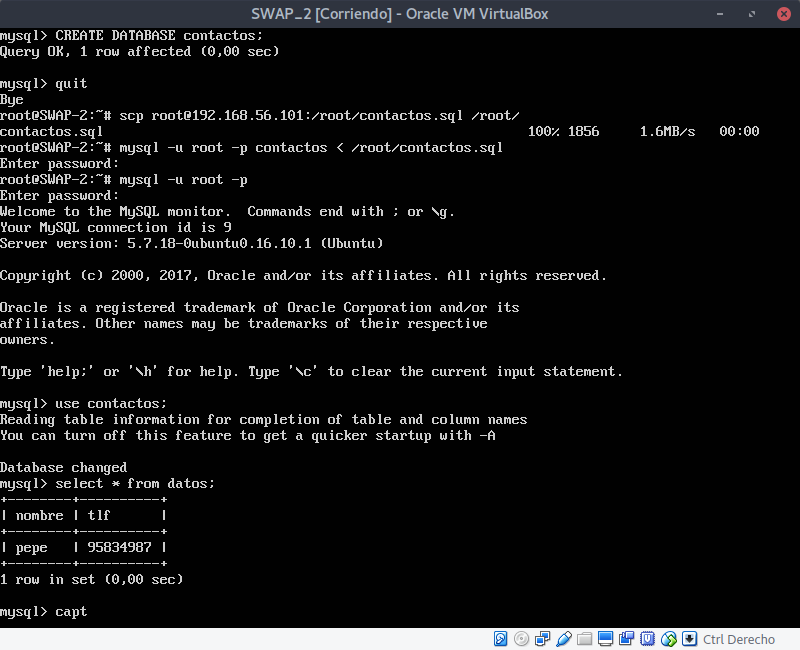 SWAP_2 [Corriendo] - Oracle VM VirtualBox
mysql> CREATE DATABASE contactos;
Query OK, 1 row affected (0,00 sec)
mysql> quit
Bye
root@SWAP-2:~# scp root@192.168.56.101:/root/contactos.sql /root/
contactos.sql 100% 1856 1.6MB/s 00:00
root@SWAP-2:~# mysql -u root -p contactos < /root/contactos.sql
Enter password:
root@SWAP-2:~# mysql -u root -p
Enter password:
Welcome to the MySQL monitor.  Commands end with ; or \g.
Your MySQL connection id is 9
Server version: 5.7.18-0ubuntu0.16.10.1 (Ubuntu)
Copyright (c) 2000, 2017, Oracle and/or its affiliates. All rights reserved.
Oracle is a registered trademark of Oracle Corporation and/or its
affiliates. Other names may be trademarks of their respective
owners.
Type 'help;' or '\h' for help. Type '\c' to clear the current input statement.
mysql> use contactos;
Reading table information for completion of table and column names
You can turn off this feature to get a quicker startup with -A
Database changed
mysql> select * from datos;
+--------+----------+
| nombre | tlf      |
+--------+----------+
| pepe   | 95834987 |
+--------+----------+
1 row in set (0,00 sec)
mysql> capt
Ctrl Derecho